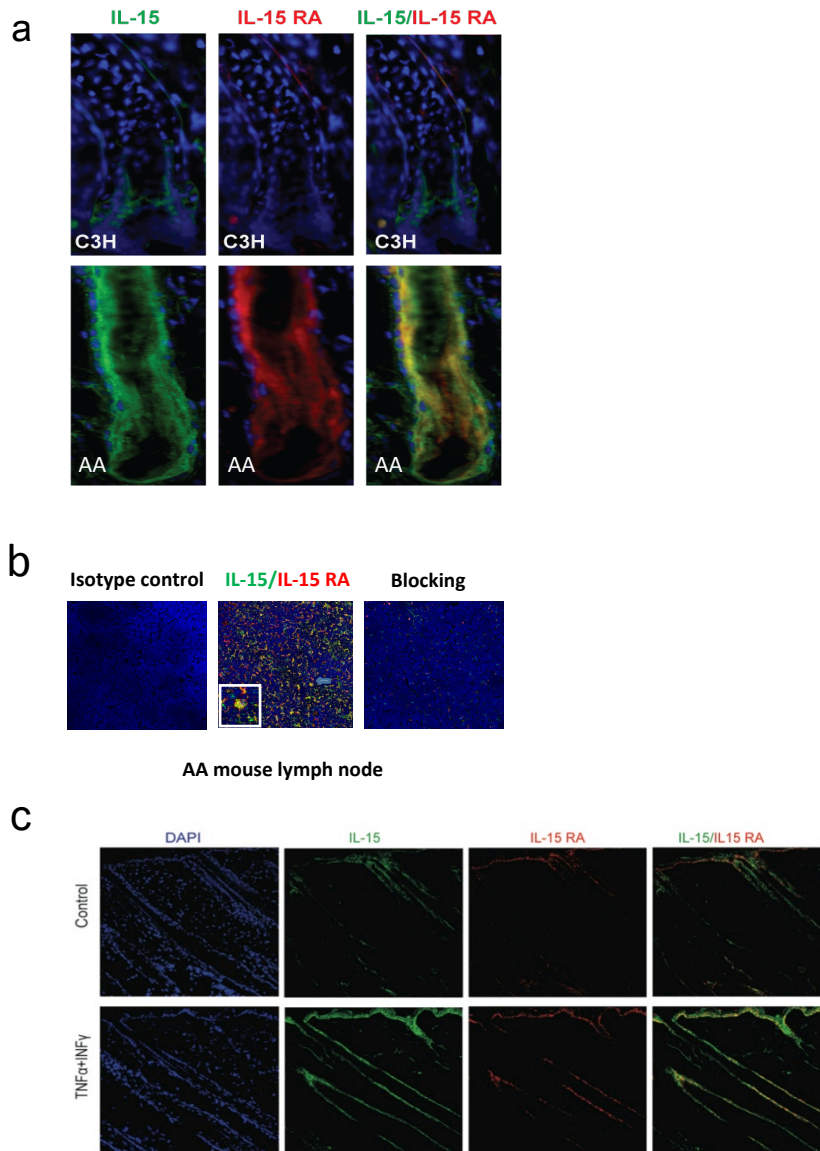 a
IL-15 IL-15 RA IL-15/IL-15 RA
C3H C3H C3H
AA AA AA
b
Isotype control IL-15/IL-15 RA Blocking
AA mouse lymph node
c
DAPI IL-15 IL-15 RA IL-15/IL15 RA
Control
TNFα+INFγ